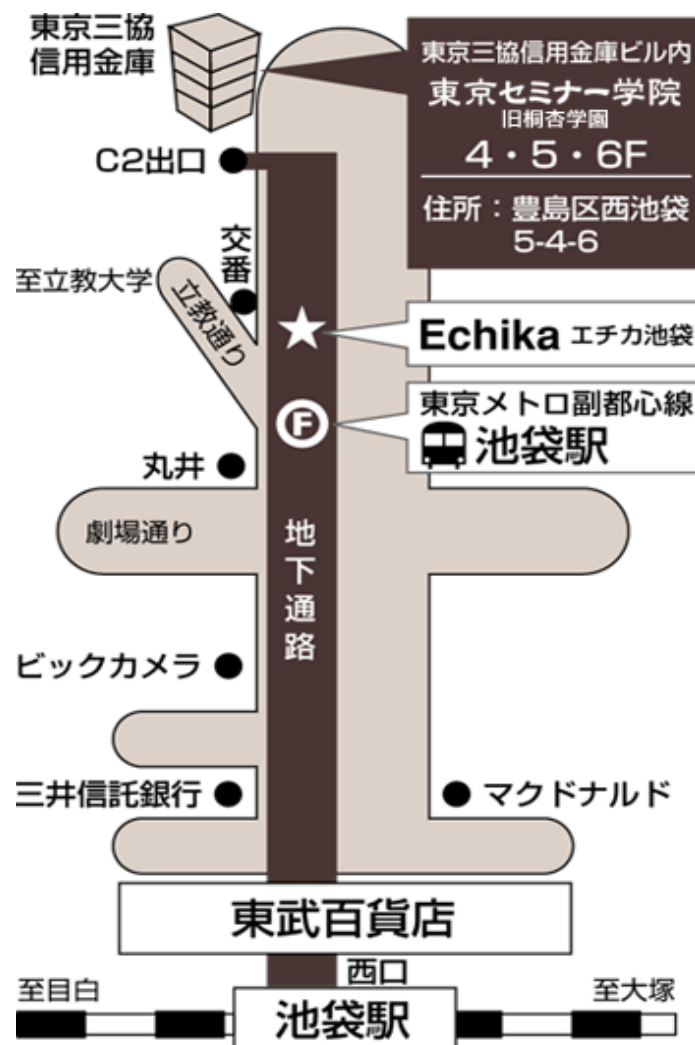 東京三協
信用金庫
東京三協信用金庫ビル内
東京セミナー学院
旧桐杏学園
4・5・6F
住所：豊島区西池袋
5-4-6
C2出口
交番
至立教大学
立教通り
Echika エチカ池袋
東京メトロ副都心線
F
池袋駅
丸井
劇場通り
地下通路
ビックカメラ
三井信託銀行
マクドナルド
東武百貨店
西口
至目白
至大塚
池袋駅